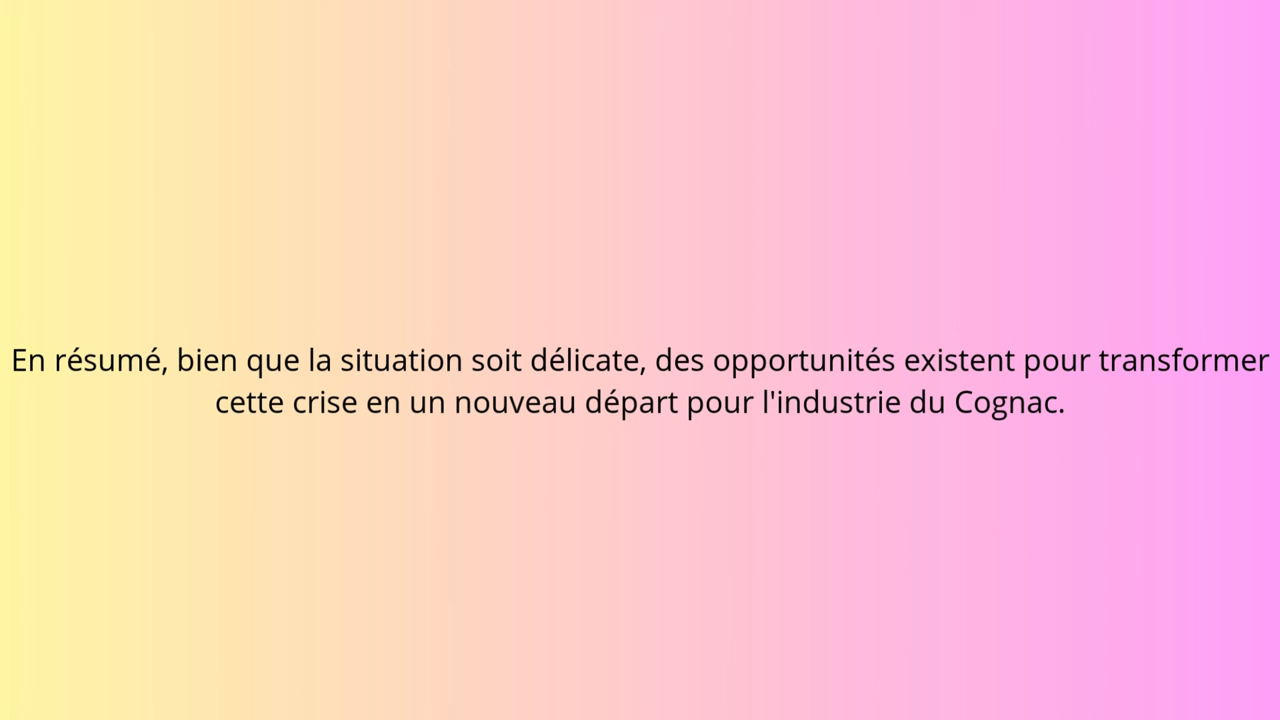 En résumé, bien que la situation soit délicate, des opportunités existent pour transformer
cette crise en un nouveau départ pour l'industrie du Cognac.